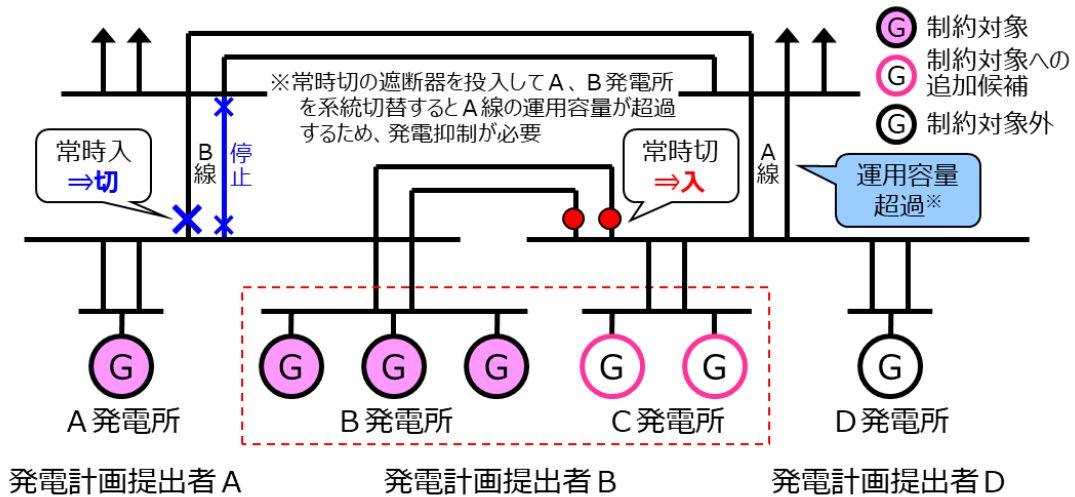 G 制約対象
G 制約対象への
追加候補
G 制約対象外
※常時切の遮断器を投入してA、B発電所
を系統切替するとA線の運用容量が超過
するため、発電抑制が必要
常時入
⇒切
B線
停止
常時切
⇒入
A線
運用容量
超過※
G
G
G
G
G
G
G
A発電所
B発電所
C発電所
D発電所
発電計画提出者A
発電計画提出者B
発電計画提出者D